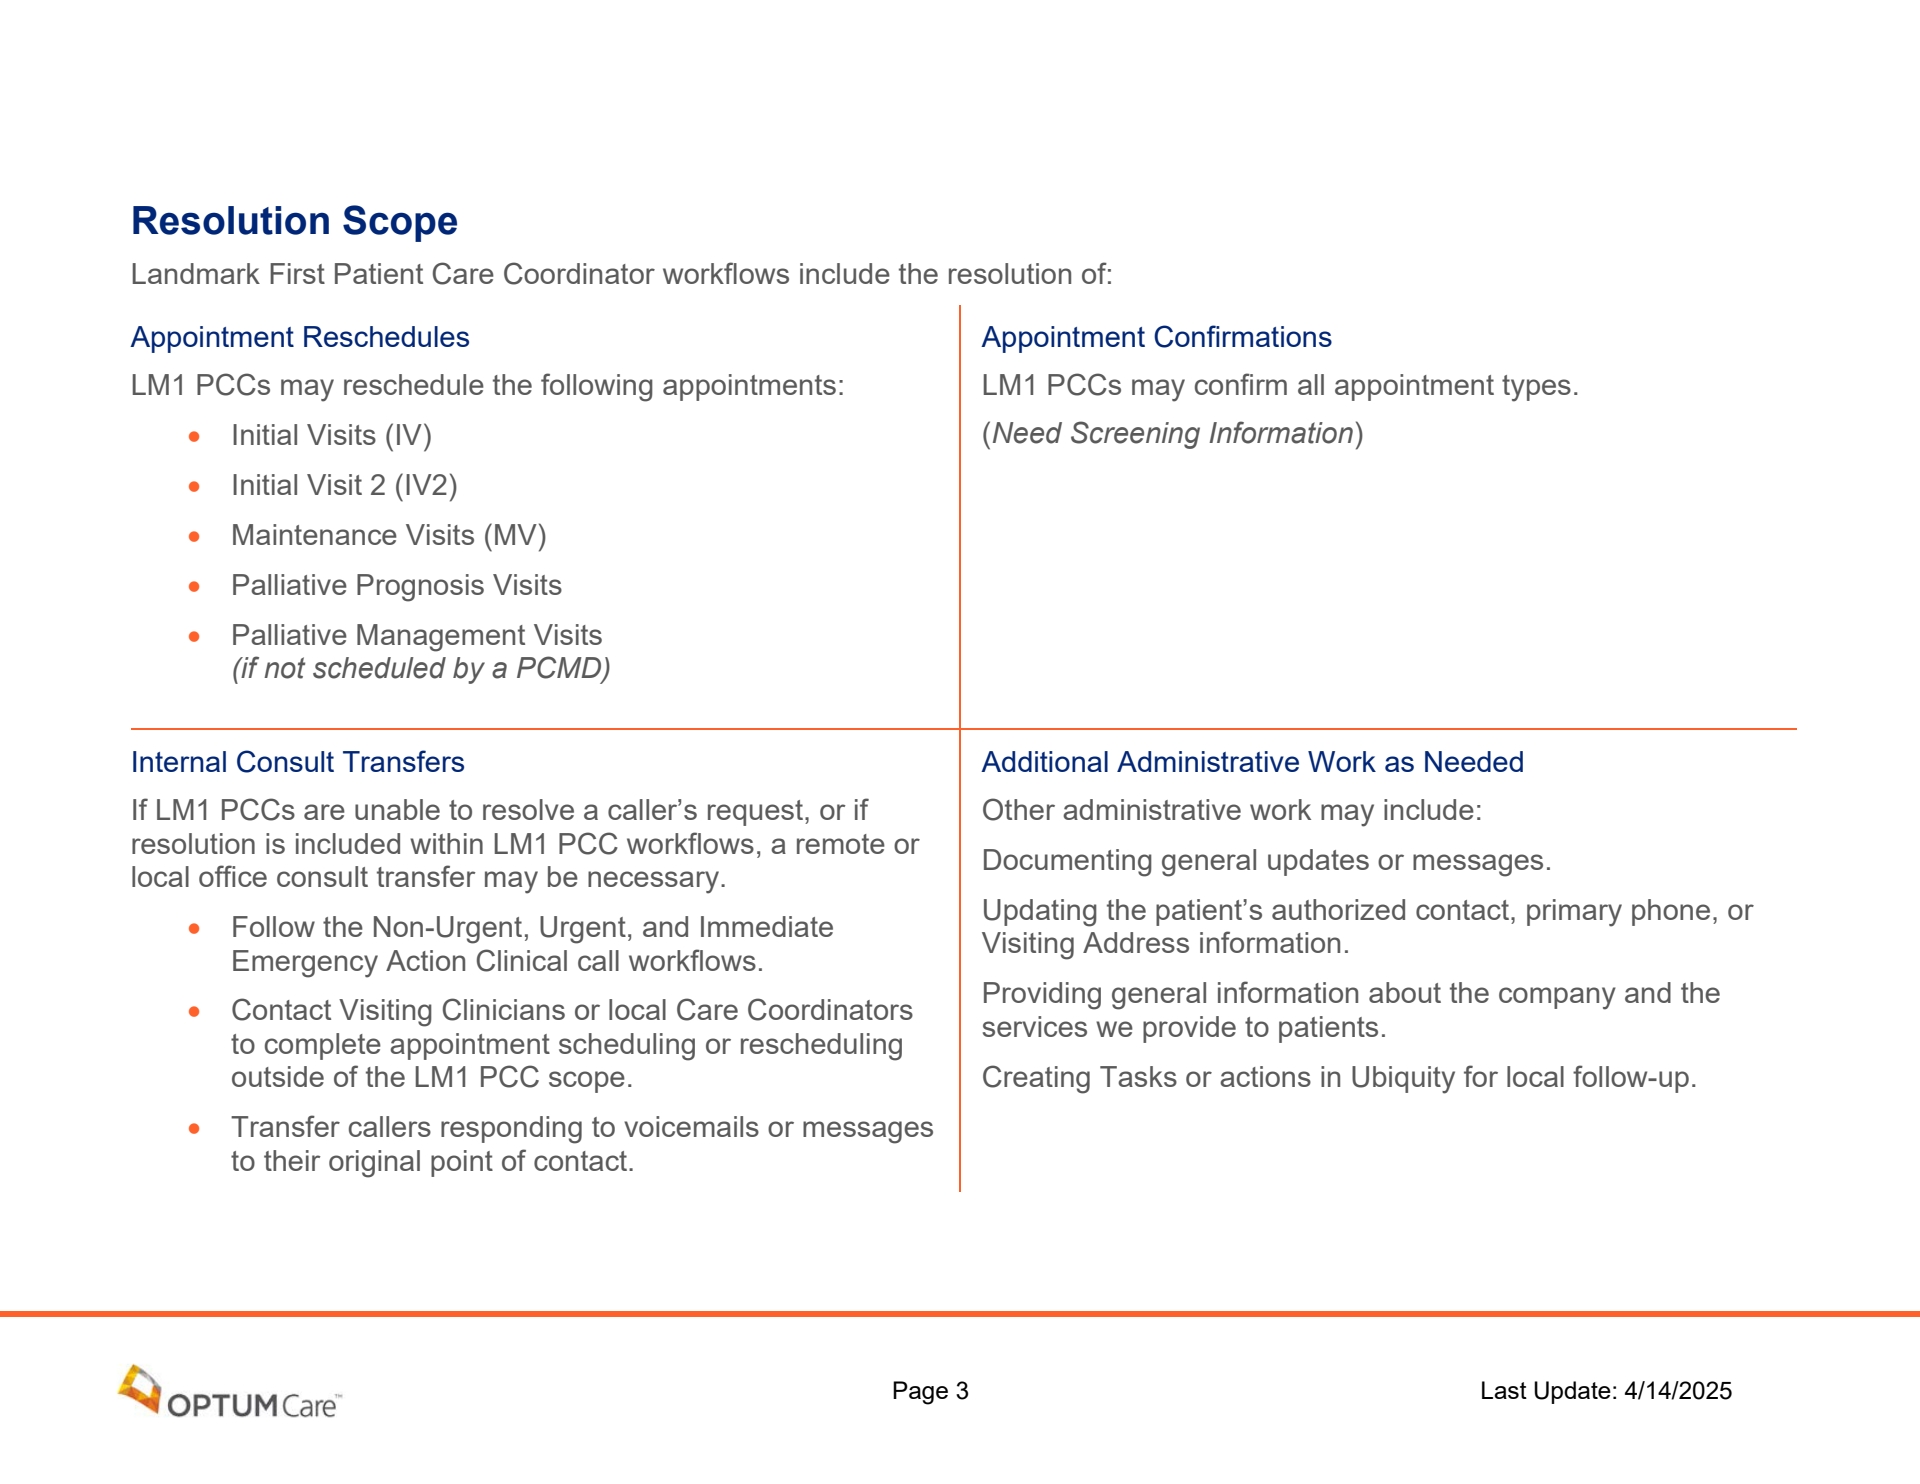 Resolution Scope
Landmark First Patient Care Coordinator workflows include the resolution of:
Appointment Reschedules
LM1 PCCs may reschedule the following appointments:
• Initial Visits (IV)
• Initial Visit 2 (IV2)
• Maintenance Visits (MV)
• Palliative Prognosis Visits
• Palliative Management Visits
(if not scheduled by a PCMD)
Appointment Confirmations
LM1 PCCs may confirm all appointment types.
(Need Screening Information)
Internal Consult Transfers
If LM1 PCCs are unable to resolve a caller’s request, or if
resolution is included within LM1 PCC workflows, a remote or
local office consult transfer may be necessary.
• Follow the Non-Urgent, Urgent, and Immediate
Emergency Action Clinical call workflows.
• Contact Visiting Clinicians or local Care Coordinators
to complete appointment scheduling or rescheduling
outside of the LM1 PCC scope.
• Transfer callers responding to voicemails or messages
to their original point of contact.
Additional Administrative Work as Needed
Other administrative work may include:
Documenting general updates or messages.
Updating the patient’s authorized contact, primary phone, or
Visiting Address information.
Providing general information about the company and the
services we provide to patients.
Creating Tasks or actions in Ubiquity for local follow-up.
OPTUM Care™
Page 3
Last Update: 4/14/2025